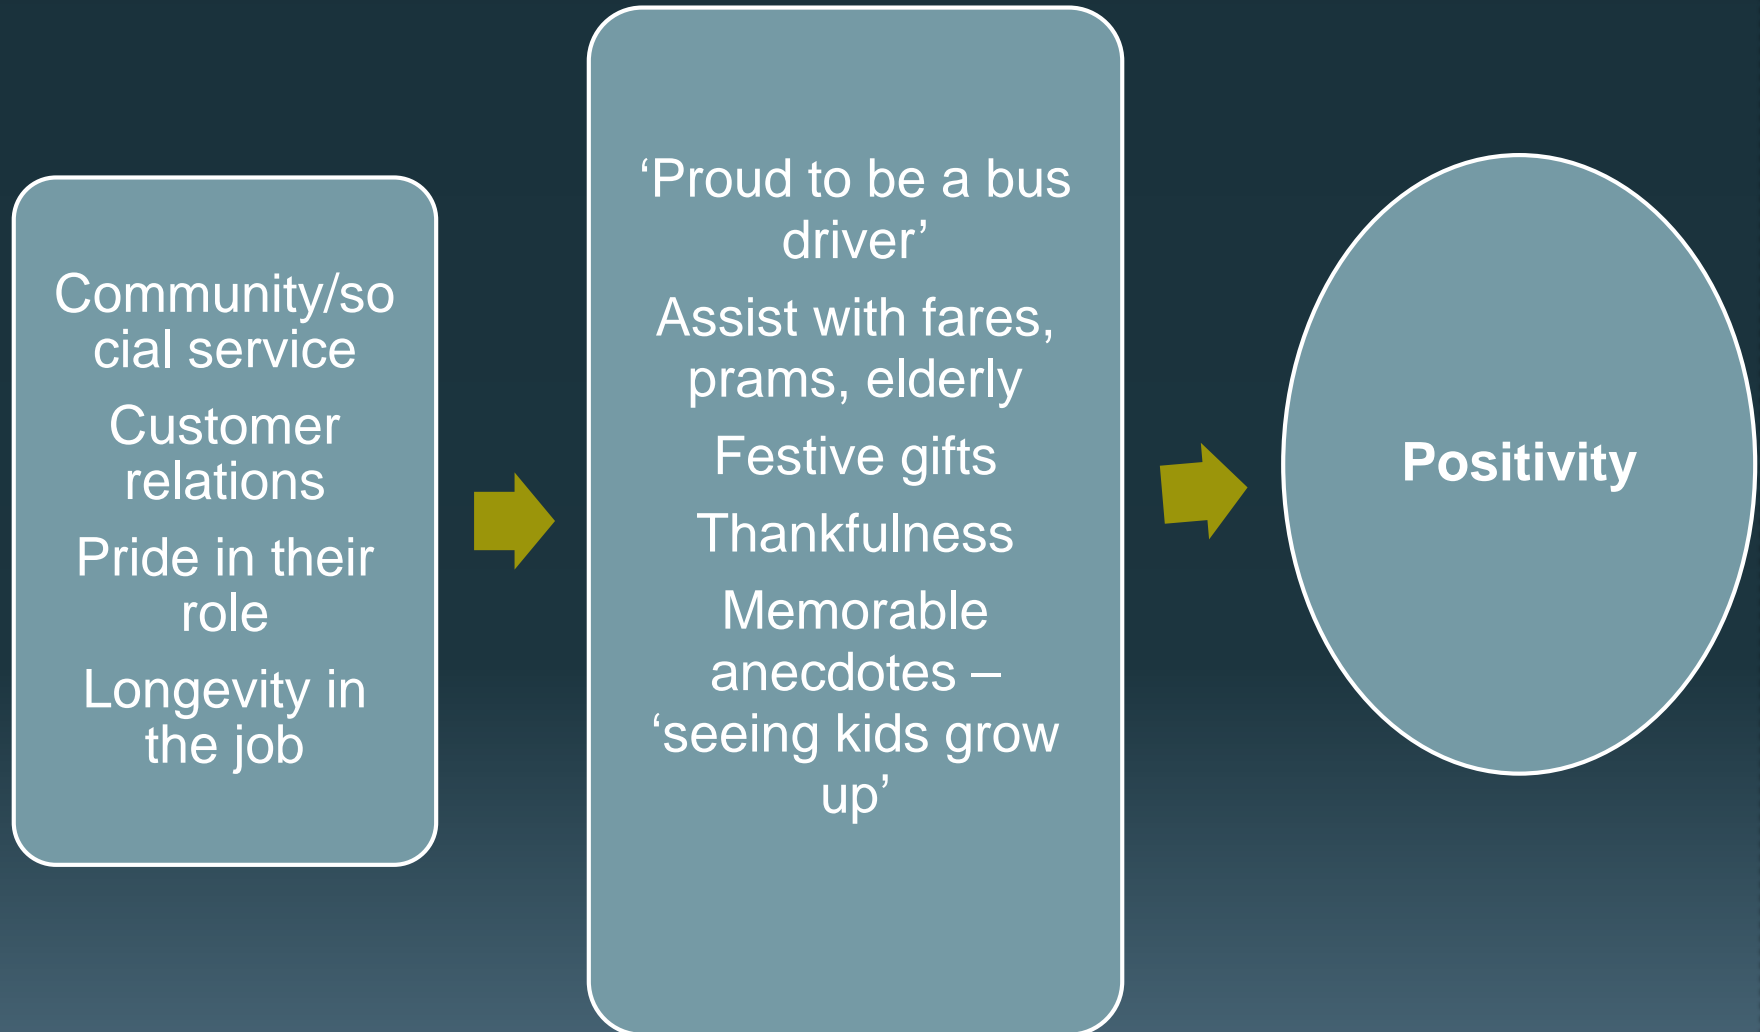 Community/so
cial service
Customer
relations
Pride in their
role
Longevity in
the job
‘Proud to be a bus
driver’
Assist with fares,
prams, elderly
Festive gifts
Thankfulness
Memorable
anecdotes –
‘seeing kids grow
up’
Positivity